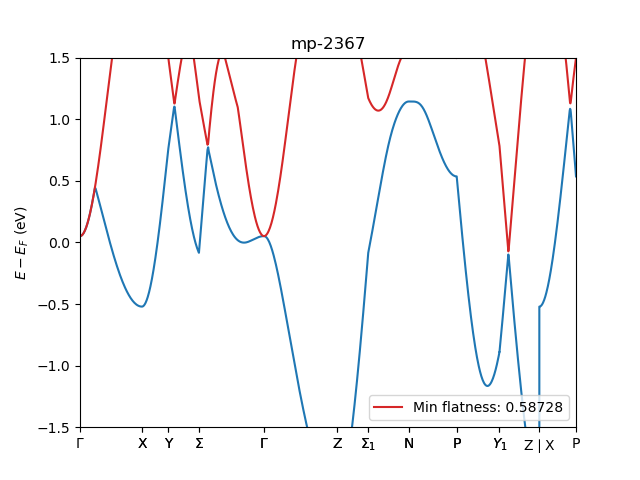 mp-2367
E − E_F (eV)
1.5
1.0
0.5
0.0
−0.5
−1.0
−1.5
Min flatness: 0.58728
Γ X Y Σ Γ Z Σ₁ N P Y₁ Z | X P